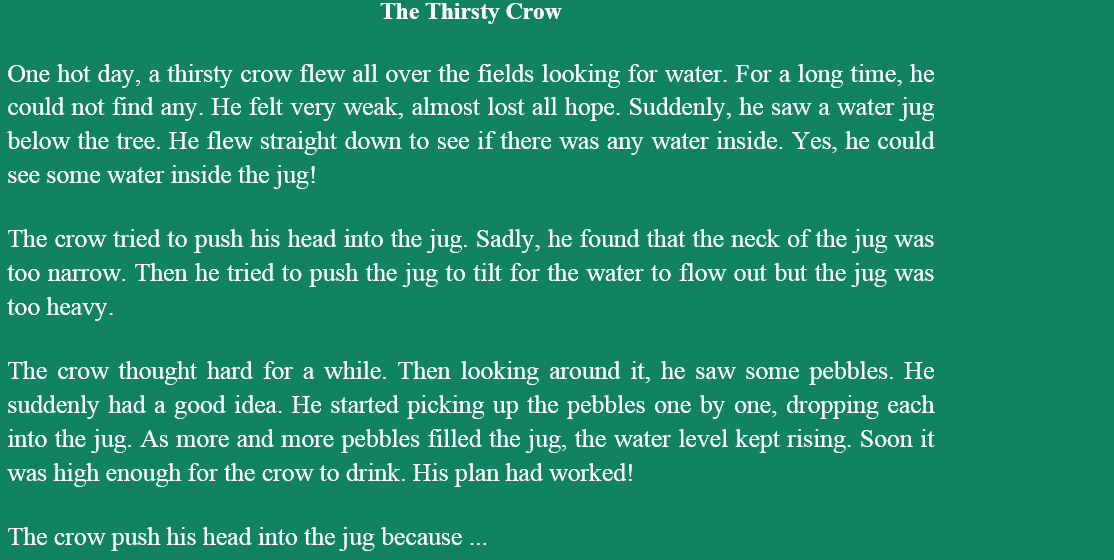 The Thirsty Crow
One hot day, a thirsty crow flew all over the fields looking for water. For a long time, he
could not find any. He felt very weak, almost lost all hope. Suddenly, he saw a water jug
below the tree. He flew straight down to see if there was any water inside. Yes, he could
see some water inside the jug!
The crow tried to push his head into the jug. Sadly, he found that the neck of the jug was
too narrow. Then he tried to push the jug to tilt for the water to flow out but the jug was
too heavy.
The crow thought hard for a while. Then looking around it, he saw some pebbles. He
suddenly had a good idea. He started picking up the pebbles one by one, dropping each
into the jug. As more and more pebbles filled the jug, the water level kept rising. Soon it
was high enough for the crow to drink. His plan had worked!
The crow push his head into the jug because ...